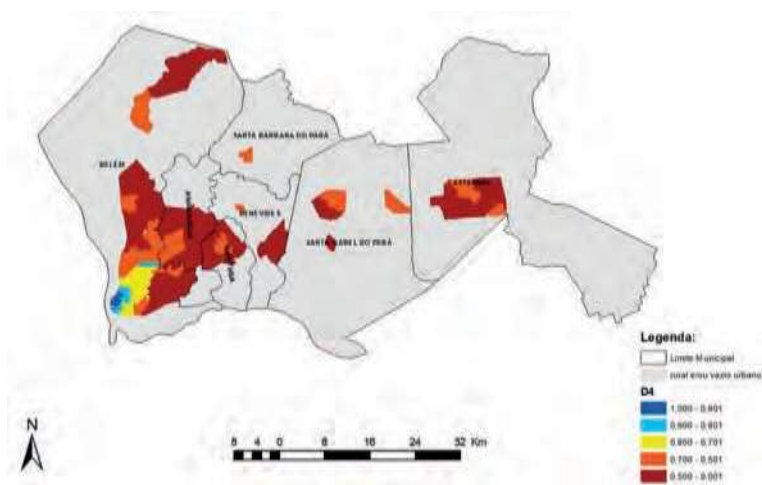 SANTA BÁRBARA DO PARÁ
BELÉM
BENEVIDES
SANTA ISABEL DO PARÁ
Legenda:
Limite Municipal
rural e/ou vazio urbano
D4
1,000 - 0,901
0,900 - 0,801
0,800 - 0,701
0,700 - 0,501
0,500 - 0,001
N
8 4 0 8 16 24 32 Km